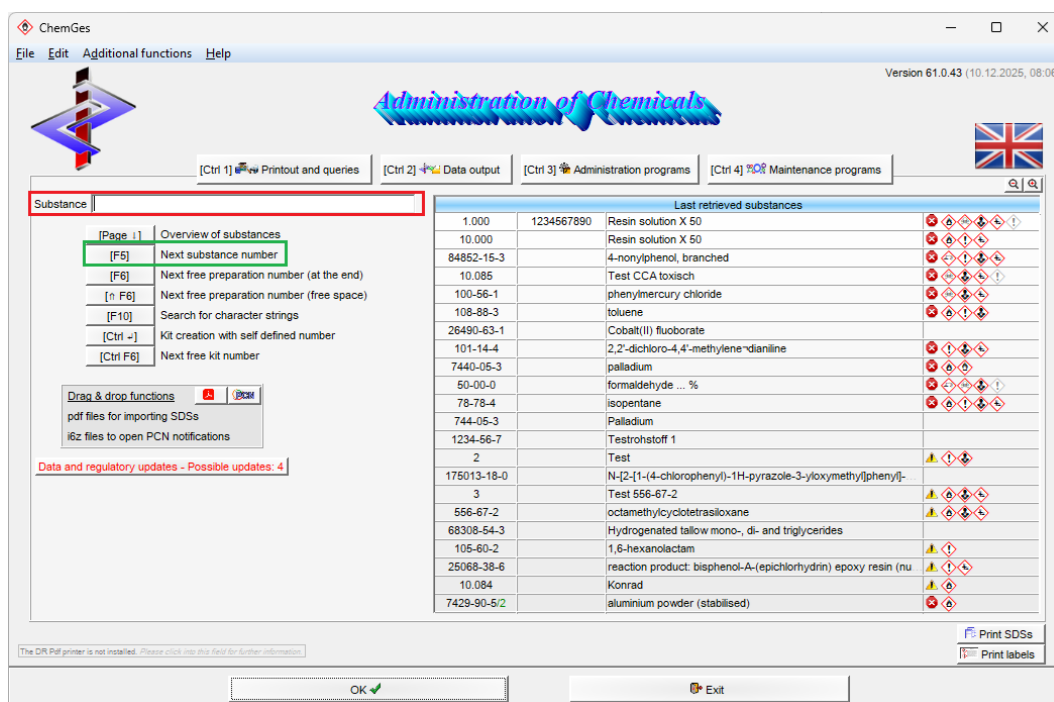 ChemGes
File Edit Additional functions Help
Version 61.0.43 (10.12.2025, 08:08
Administration of Chemicals
[Ctrl 1] Printout and queries [Ctrl 2] Data output [Ctrl 3] Administration programs [Ctrl 4] Maintenance programs
Substance
[Page ↓] Overview of substances
[F5] Next substance number
[F6] Next free preparation number (at the end)
[⇑ F6] Next free preparation number (free space)
[F10] Search for character strings
[Ctrl ↵] Kit creation with self defined number
[Ctrl F6] Next free kit number
Drag & drop functions
pdf files for importing SDSs
i6z files to open PCN notifications
Data and regulatory updates - Possible updates: 4
Last retrieved substances
1.000 1234567890 Resin solution X 50
10.000 Resin solution X 50
84852-15-3 4-nonylphenol, branched
10.085 Test CCA toxisch
100-56-1 phenylmercury chloride
108-88-3 toluene
26490-63-1 Cobalt(II) fluoborate
101-14-4 2,2'-dichloro-4,4'-methylene¬dianiline
7440-05-3 palladium
50-00-0 formaldehyde ... %
78-78-4 isopentane
744-05-3 Palladium
1234-56-7 Testrohstoff 1
2 Test
175013-18-0 N-[2-[1-(4-chlorophenyl)-1H-pyrazole-3-yloxymethyl]phenyl]-
3 Test 556-67-2
556-67-2 octamethylcyclotetrasiloxane
68308-54-3 Hydrogenated tallow mono-, di- and triglycerides
105-60-2 1,6-hexanolactam
25068-38-6 reaction product: bisphenol-A-(epichlorhydrin) epoxy resin (nu
10.084 Konrad
7429-90-5/2 aluminium powder (stabilised)
Print SDSs
Print labels
The DR Pdf printer is not installed. Please click into this field for further information.
OK Exit